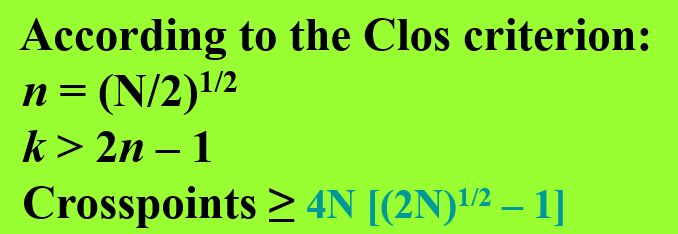 According to the Clos criterion:
n = (N/2)^1/2
k > 2n – 1
Crosspoints ≥ 4N [(2N)^1/2 – 1]